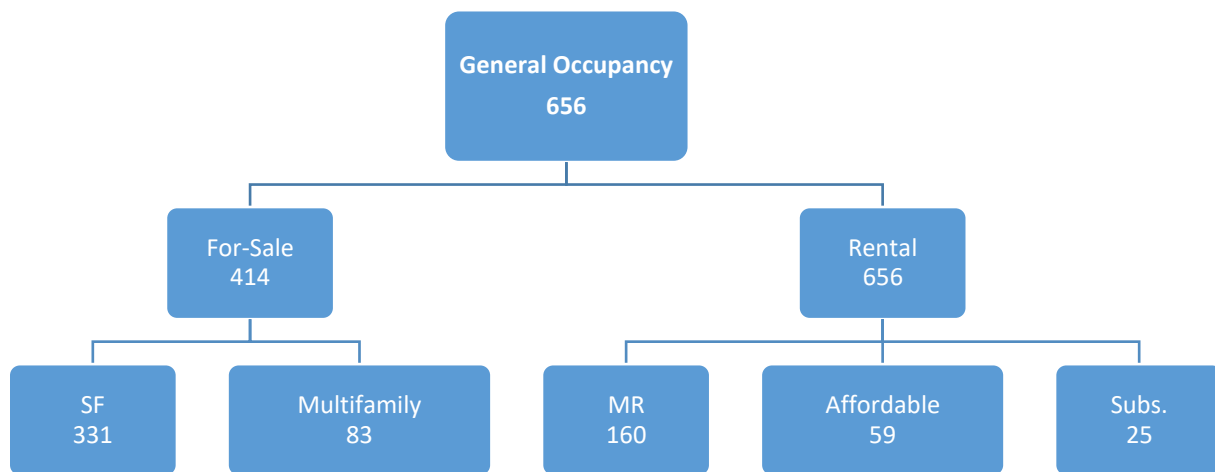 General Occupancy
656
For-Sale
414
Rental
656
SF
331
Multifamily
83
MR
160
Affordable
59
Subs.
25